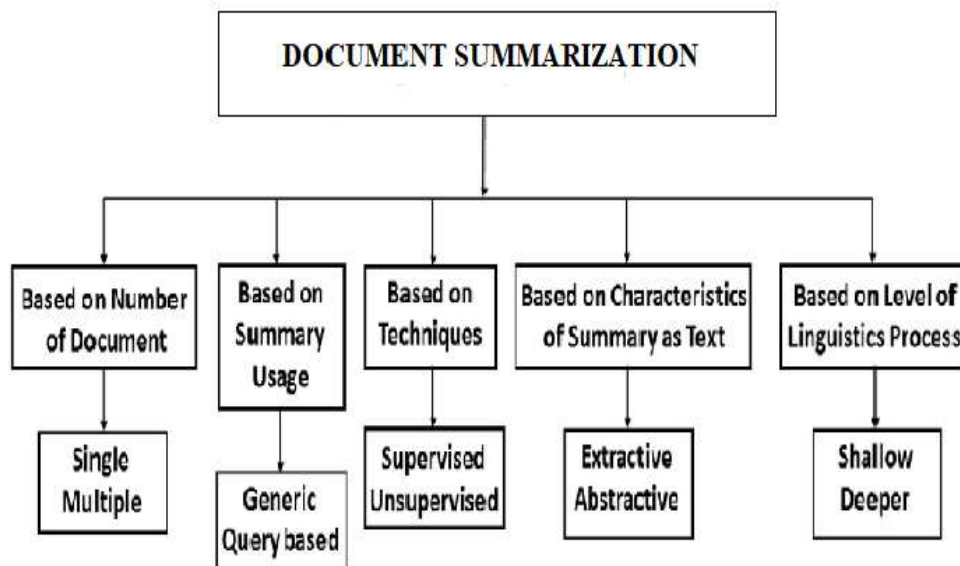 DOCUMENT SUMMARIZATION
Based on Number
of Document
Based on
Summary
Usage
Based on
Techniques
Based on Characteristics
of Summary as Text
Based on Level of
Linguistics Process
Single
Multiple
Generic
Query based
Supervised
Unsupervised
Extractive
Abstractive
Shallow
Deeper